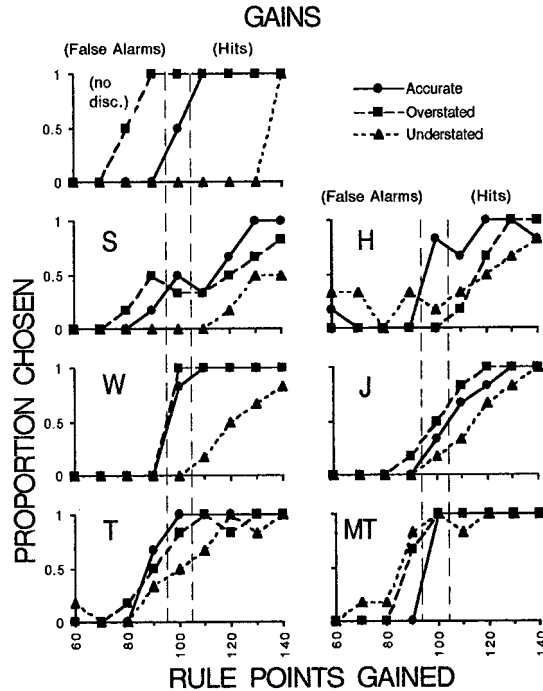 GAINS
(False Alarms) (Hits)
1 (no disc.)
0.5
0
Accurate
Overstated
Understated
(False Alarms) (Hits)
1 S
0.5
0
1 H
0.5
0
1 W
0.5
0
1 J
0.5
0
1 T
0.5
0
1 MT
0.5
0
PROPORTION CHOSEN
60 80 100 120 140
60 80 100 120 140
RULE POINTS GAINED